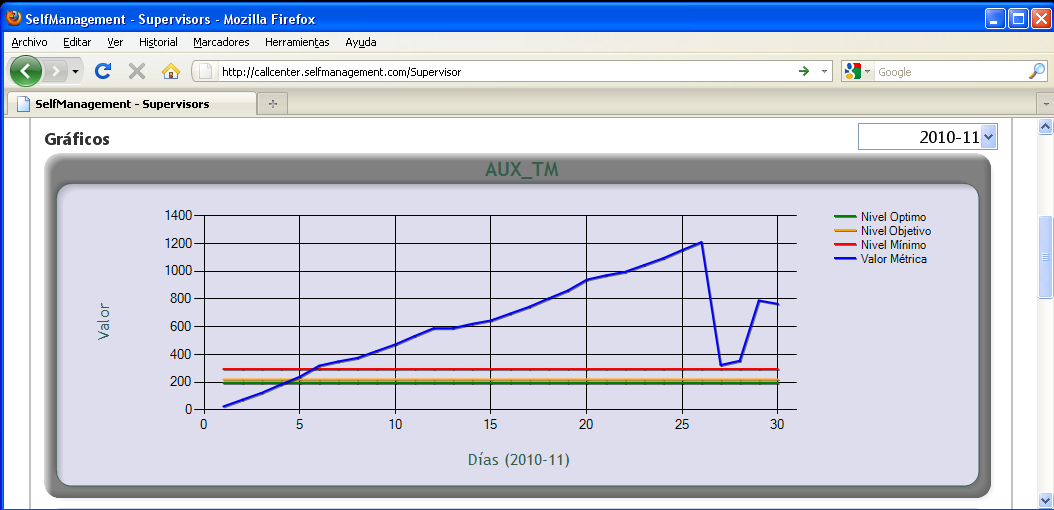 SelfManagement - Supervisors - Mozilla Firefox
Archivo Editar Ver Historial Marcadores Herramientas Ayuda
http://callcenter.selfmanagement.com/Supervisor
Google
SelfManagement - Supervisors
Gráficos
2010-11
AUX_TM
1400
1200
1000
800
600
400
200
0
Valor
0 5 10 15 20 25 30
Días (2010-11)
Nivel Optimo
Nivel Objetivo
Nivel Mínimo
Valor Métrica